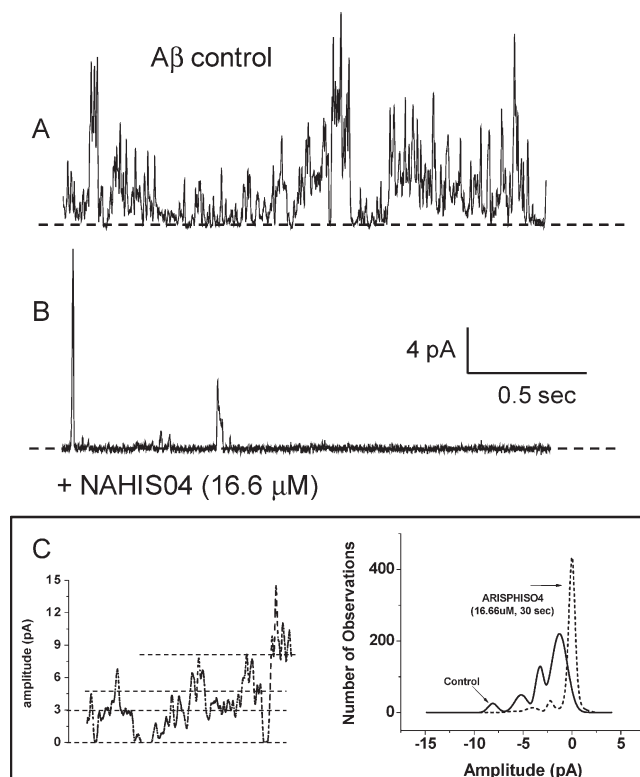 Aβ control
A
B
4 pA
0.5 sec
+ NAHIS04 (16.6 μM)
C
15
12
9
6
3
0
amplitude (pA)
400
200
0
Number of Observations
ARISPHISO4
(16.66uM, 30 sec)
Control
-15 -10 -5 0 5
Amplitude (pA)